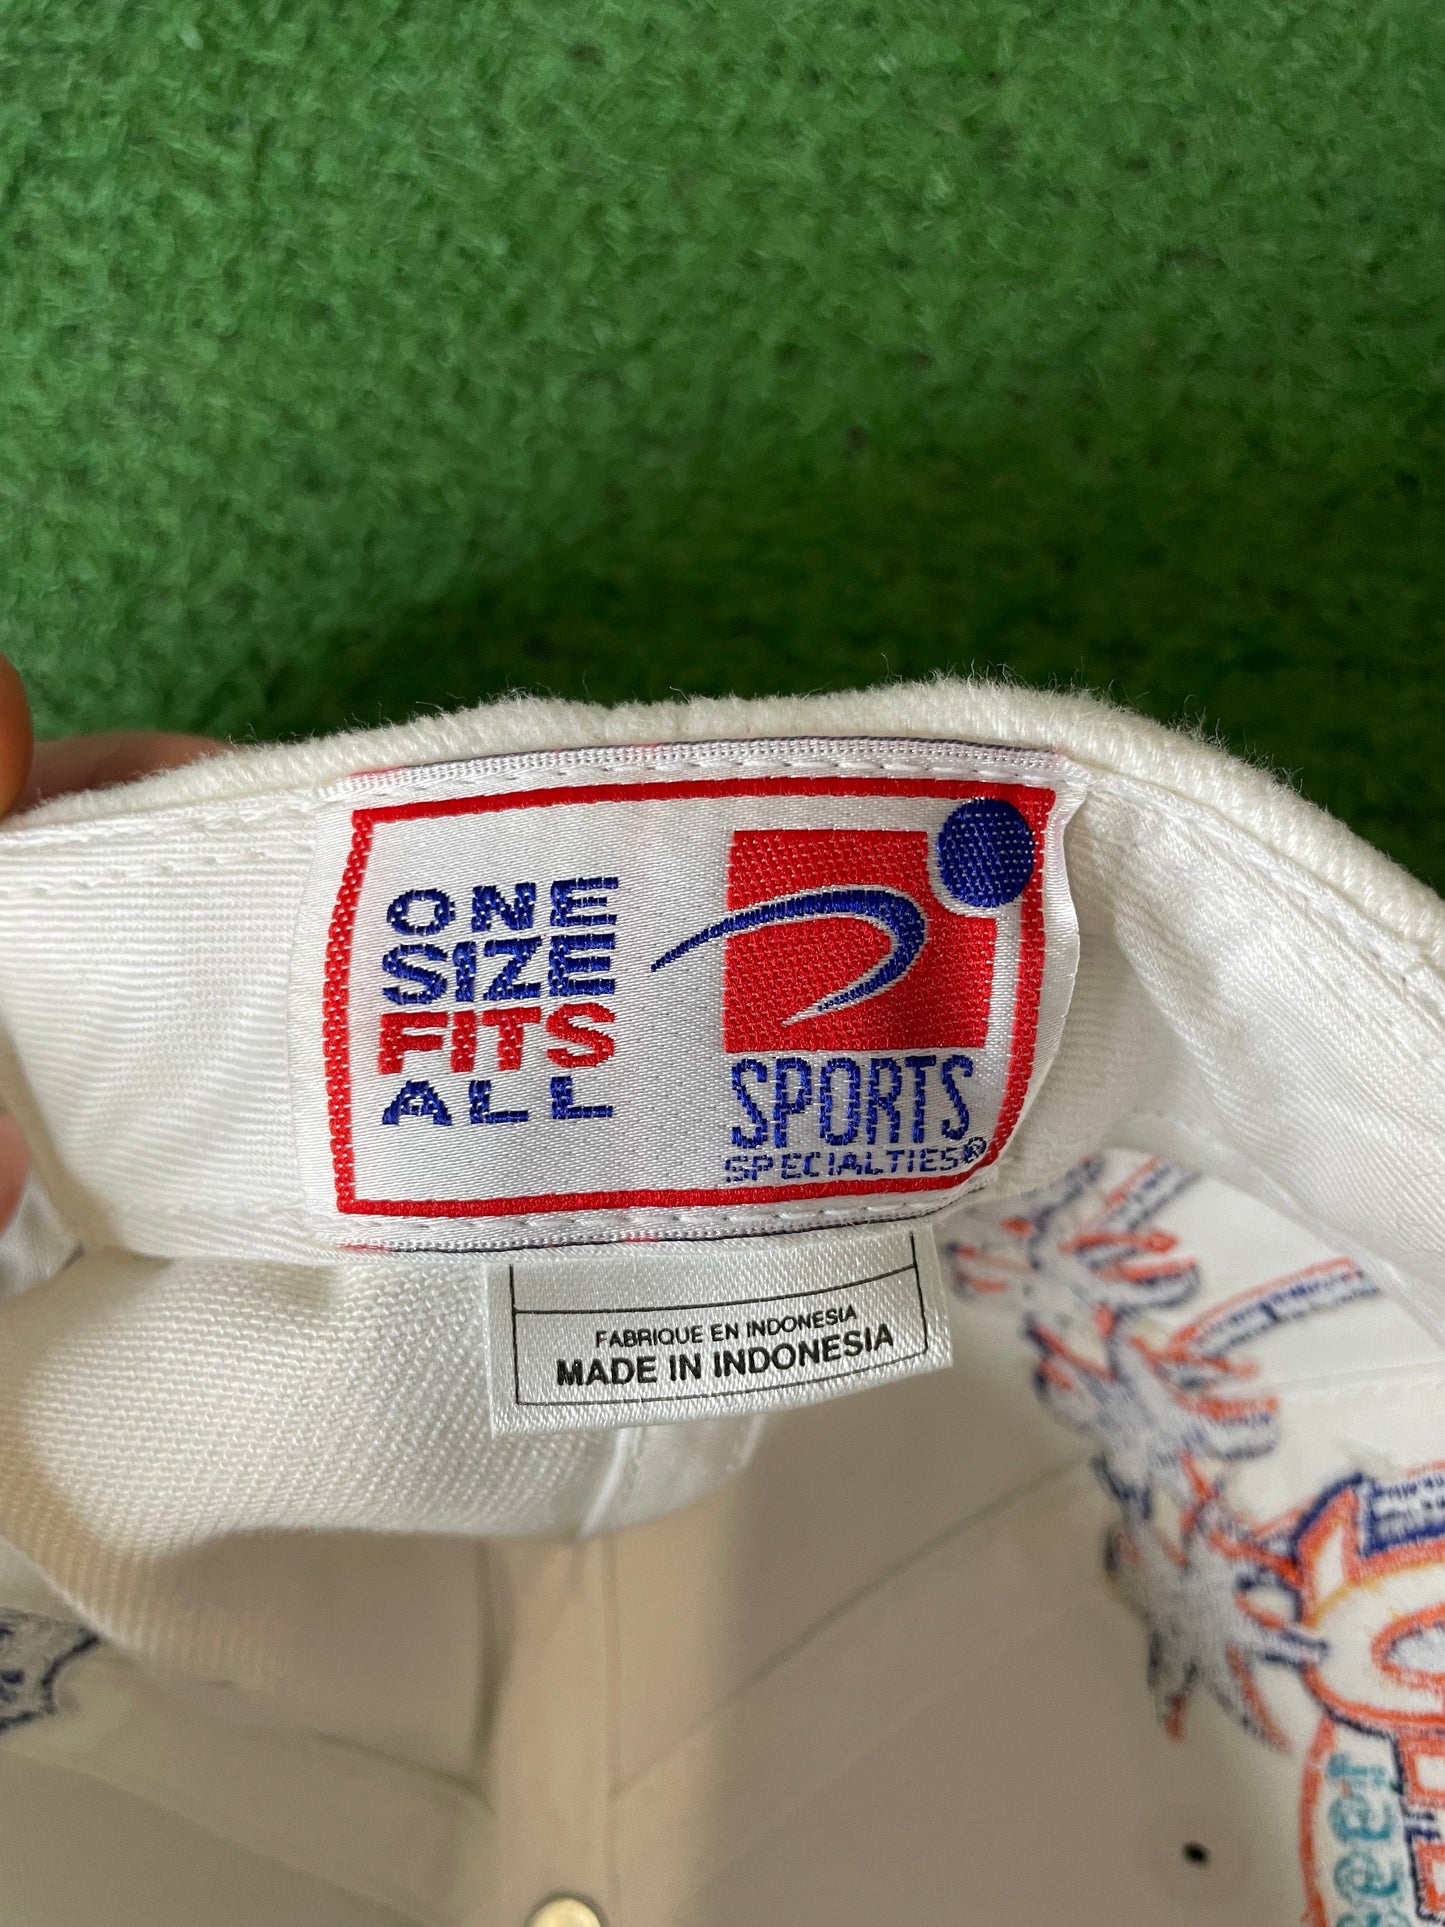 ONE
SIZE
FITS
ALL
SPORTS
SPECIALTIES®
FABRIQUE EN INDONESIA
MADE IN INDONESIA